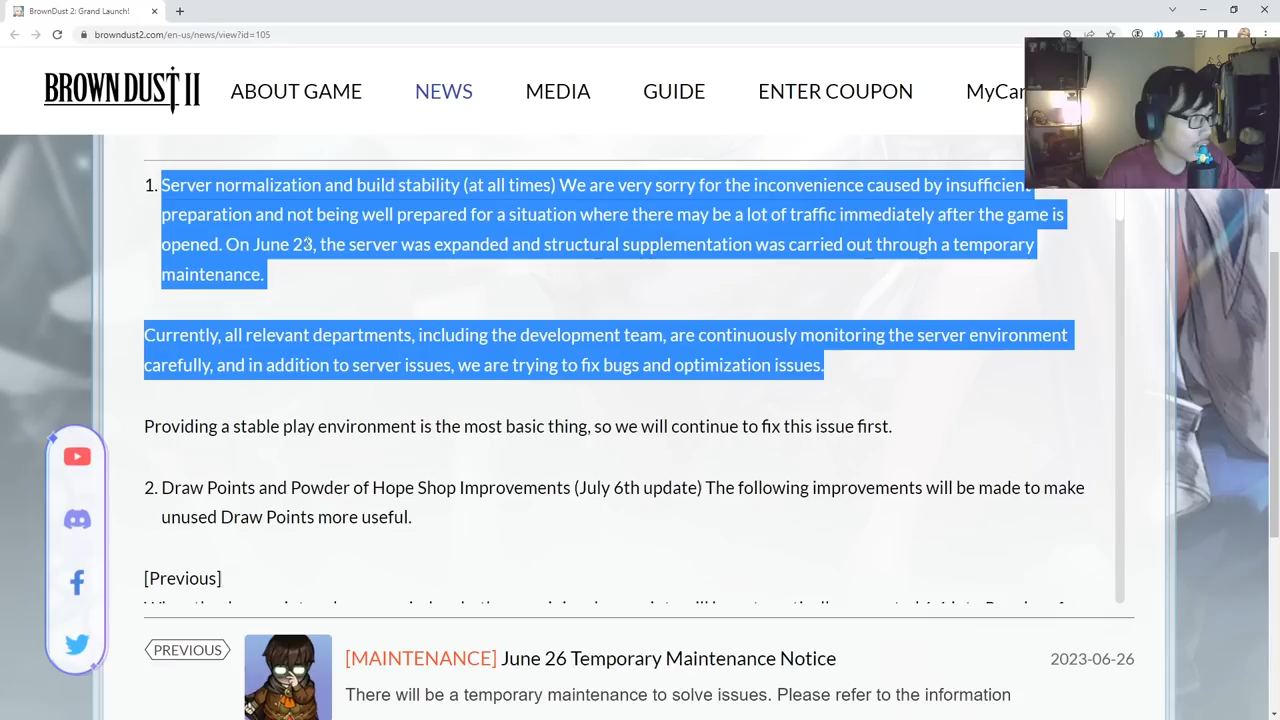 BrownDust 2: Grand Launch!
browndust2.com/en-us/news/view?id=105
BROWN DUST II
ABOUT GAME
NEWS
MEDIA
GUIDE
ENTER COUPON
1. Server normalization and build stability (at all times) We are very sorry for the inconvenience caused by insufficient
preparation and not being well prepared for a situation where there may be a lot of traffic immediately after the game is
opened. On June 23, the server was expanded and structural supplementation was carried out through a temporary
maintenance.
Currently, all relevant departments, including the development team, are continuously monitoring the server environment
carefully, and in addition to server issues, we are trying to fix bugs and optimization issues.
Providing a stable play environment is the most basic thing, so we will continue to fix this issue first.
2. Draw Points and Powder of Hope Shop Improvements (July 6th update) The following improvements will be made to make
unused Draw Points more useful.
[Previous]
PREVIOUS
[MAINTENANCE] June 26 Temporary Maintenance Notice
2023-06-26
There will be a temporary maintenance to solve issues. Please refer to the information